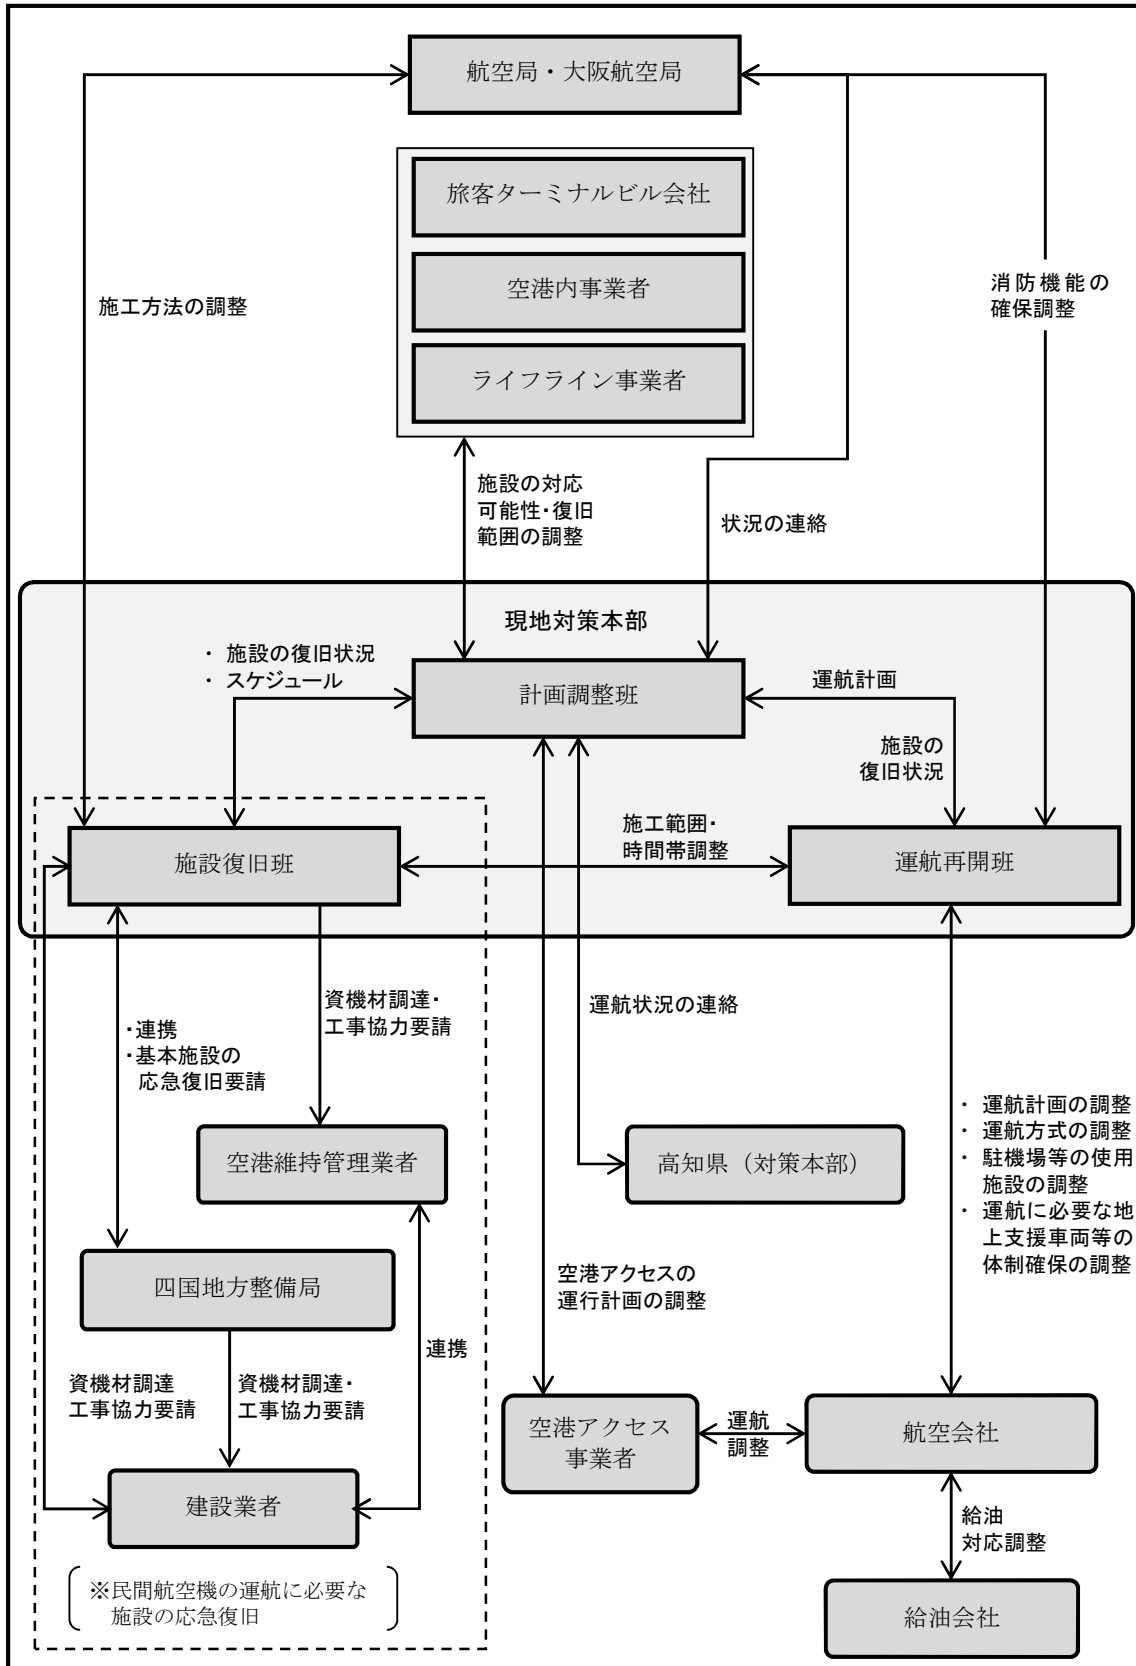 航空局・大阪航空局
旅客ターミナルビル会社
空港内事業者
ライフライン事業者
施工方法の調整
消防機能の
確保調整
施設の対応
可能性・復旧
範囲の調整
状況の連絡
現地対策本部
・ 施設の復旧状況
・ スケジュール
計画調整班
運航計画
施設の
復旧状況
施設復旧班
施工範囲・
時間帯調整
運航再開班
資機材調達・
工事協力要請
・連携
・基本施設の
応急復旧要請
運航状況の連絡
空港維持管理業者
高知県（対策本部）
・ 運航計画の調整
・ 運航方式の調整
・ 駐機場等の使用
施設の調整
・ 運航に必要な地
上支援車両等の
体制確保の調整
四国地方整備局
空港アクセスの
運行計画の調整
連携
資機材調達
工事協力要請
資機材調達・
工事協力要請
空港アクセス
事業者
運航
調整
航空会社
建設業者
給油
対応調整
※民間航空機の運航に必要な
施設の応急復旧
給油会社